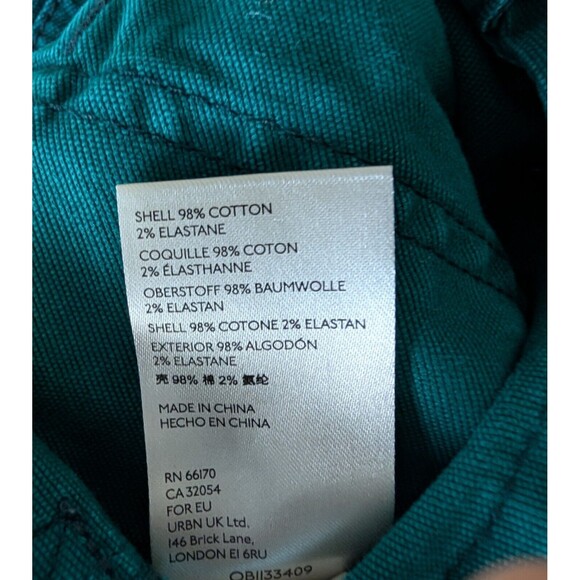 SHELL 98% COTTON
2% ELASTANE
COQUILLE 98% COTON
2% ÉLASTHANNE
OBERSTOFF 98% BAUMWOLLE
2% ELASTAN
SHELL 98% COTONE 2% ELASTAN
EXTERIOR 98% ALGODÓN
2% ELASTANE
壳 98% 棉 2% 氨纶
MADE IN CHINA
HECHO EN CHINA
RN 66170
CA 32054
FOR EU
URBN UK Ltd.
146 Brick Lane,
LONDON E1 6RU
OB1133409